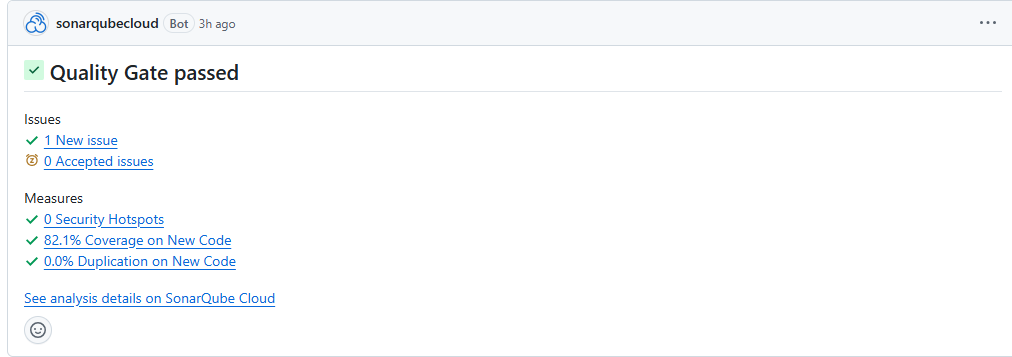 sonarqubecloud Bot 3h ago
Quality Gate passed
Issues
1 New issue
0 Accepted issues
Measures
0 Security Hotspots
82.1% Coverage on New Code
0.0% Duplication on New Code
See analysis details on SonarQube Cloud